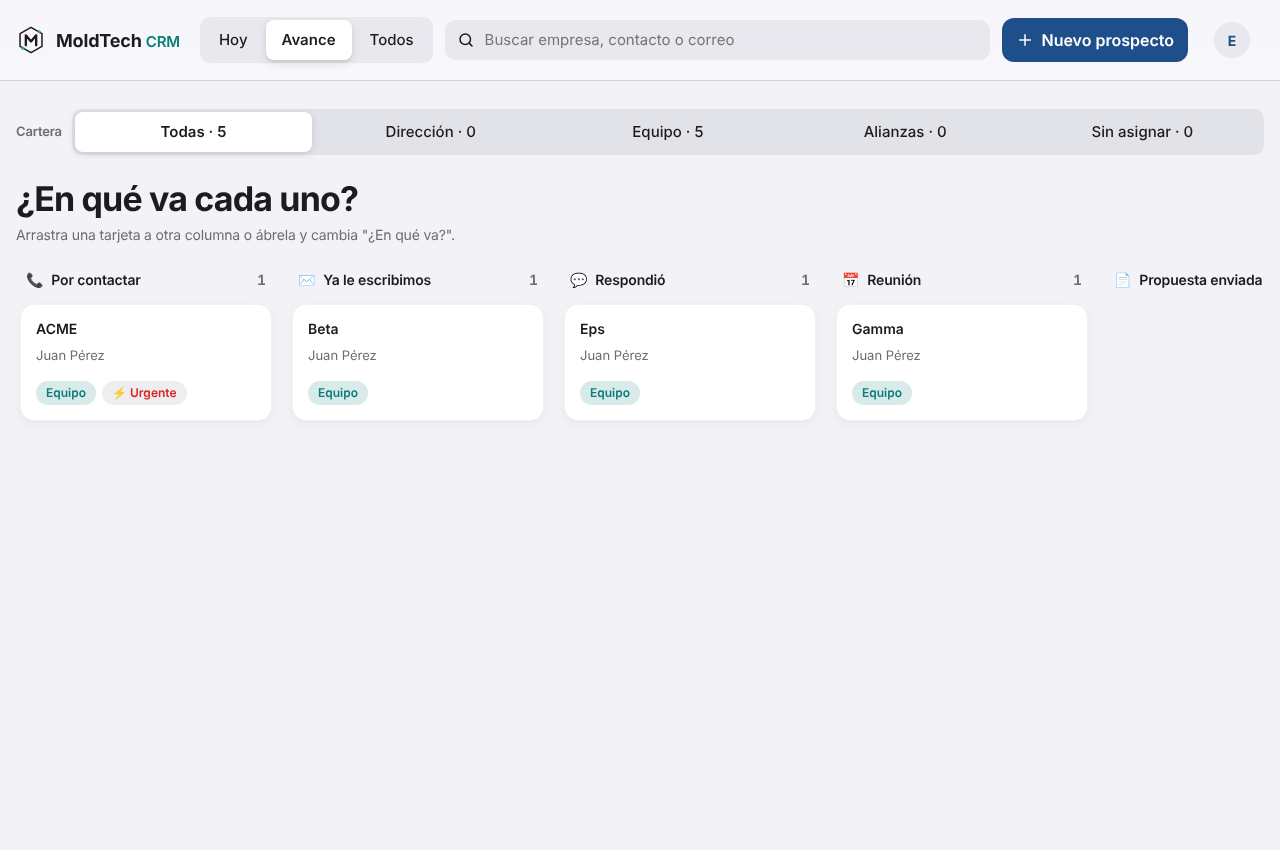 MoldTech CRM
Hoy
Avance
Todos
Buscar empresa, contacto o correo
+ Nuevo prospecto
E
Cartera
Todas · 5
Dirección · 0
Equipo · 5
Alianzas · 0
Sin asignar · 0
¿En qué va cada uno?
Arrastra una tarjeta a otra columna o ábrela y cambia "¿En qué va?".
📞 Por contactar 1
✉️ Ya le escribimos 1
💬 Respondió 1
📅 Reunión 1
📄 Propuesta enviada
ACME
Juan Pérez
Equipo
⚡ Urgente
Beta
Juan Pérez
Equipo
Eps
Juan Pérez
Equipo
Gamma
Juan Pérez
Equipo